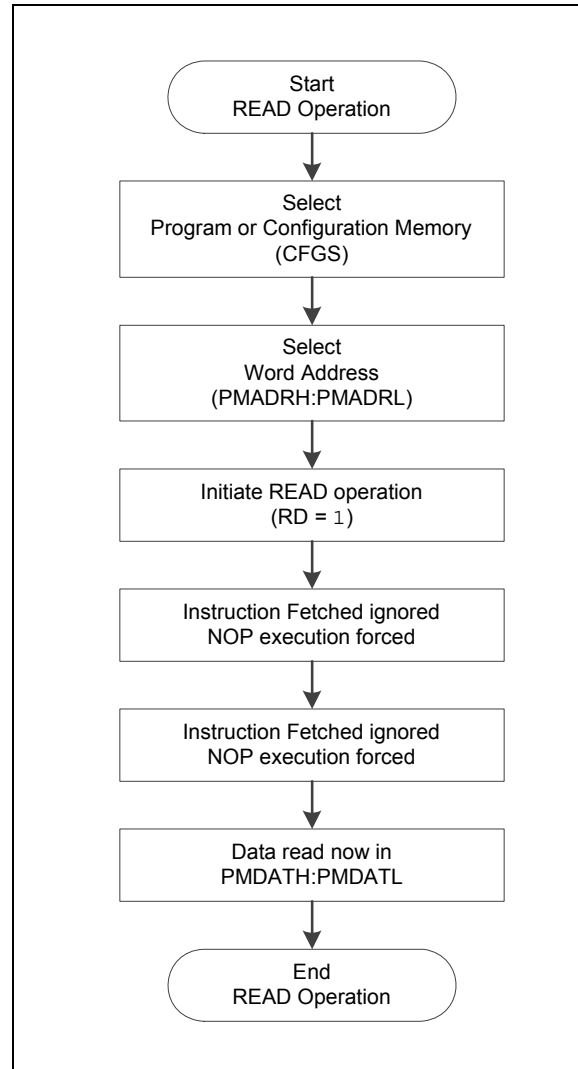 Start
READ Operation
Select
Program or Configuration Memory
(CFGS)
Select
Word Address
(PMADRH:PMADRL)
Initiate READ operation
(RD = 1)
Instruction Fetched ignored
NOP execution forced
Instruction Fetched ignored
NOP execution forced
Data read now in
PMDATH:PMDATL
End
READ Operation